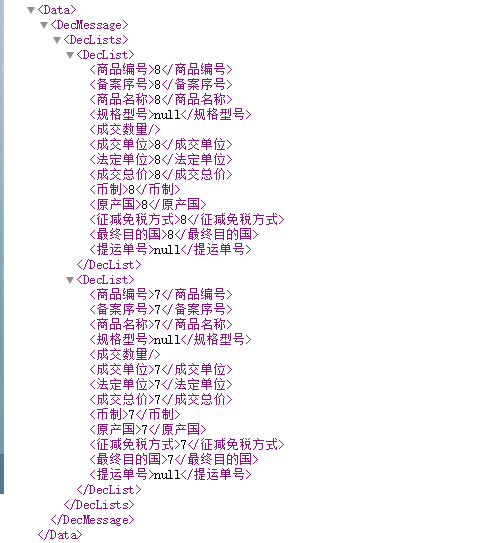 <Data>
<DecMessage>
<DecLists>
<DecList>
<商品编号>8</商品编号>
<备案序号>8</备案序号>
<商品名称>8</商品名称>
<规格型号>null</规格型号>
<成交数量/>
<成交单位>8</成交单位>
<法定单位>8</法定单位>
<成交总价>8</成交总价>
<币制>8</币制>
<原产国>8</原产国>
<征减免税方式>8</征减免税方式>
<最终目的国>8</最终目的国>
<提运单号>null</提运单号>
</DecList>
<DecList>
<商品编号>7</商品编号>
<备案序号>7</备案序号>
<商品名称>7</商品名称>
<规格型号>null</规格型号>
<成交数量/>
<成交单位>7</成交单位>
<法定单位>7</法定单位>
<成交总价>7</成交总价>
<币制>7</币制>
<原产国>7</原产国>
<征减免税方式>7</征减免税方式>
<最终目的国>7</最终目的国>
<提运单号>null</提运单号>
</DecList>
</DecLists>
</DecMessage>
</Data>